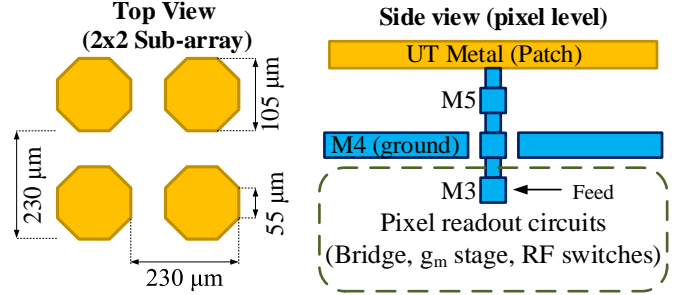 Top View
(2x2 Sub-array)
105 µm
230 µm
55 µm
230 µm
Side view (pixel level)
UT Metal (Patch)
M5
M4 (ground)
M3
Feed
Pixel readout circuits
(Bridge, gm stage, RF switches)